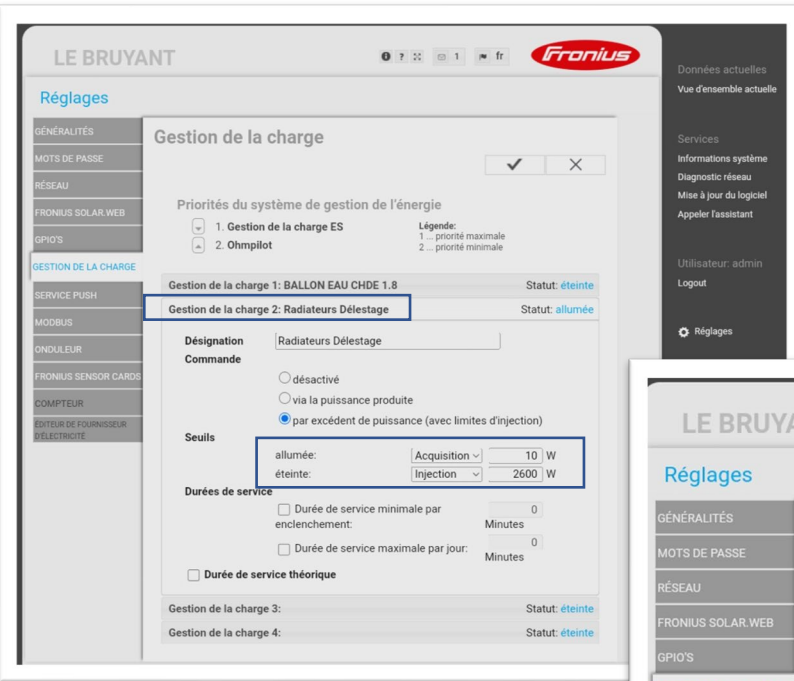 LE BRUYANT
1
fr
Fronius
Réglages
GÉNÉRALITÉS
MOTS DE PASSE
RÉSEAU
FRONIUS SOLAR.WEB
GPIO'S
GESTION DE LA CHARGE
SERVICE PUSH
MODBUS
ONDULEUR
FRONIUS SENSOR CARDS
COMPTEUR
ÉDITEUR DE FOURNISSEUR
D'ÉLECTRICITÉ
Gestion de la charge
Priorités du système de gestion de l'énergie
1. Gestion de la charge ES
2. Ohmpilot
Légende:
1 ... priorité maximale
2 ... priorité minimale
Gestion de la charge 1: BALLON EAU CHDE 1.8 Statut: éteinte
Gestion de la charge 2: Radiateurs Délestage Statut: allumée
Désignation Radiateurs Délestage
Commande
désactivé
via la puissance produite
par excédent de puissance (avec limites d'injection)
Seuils
allumée: Acquisition 10 W
éteinte: Injection 2600 W
Durées de service
Durée de service minimale par
enclenchement: 0 Minutes
Durée de service maximale par jour: 0 Minutes
Durée de service théorique
Gestion de la charge 3: Statut: éteinte
Gestion de la charge 4: Statut: éteinte
Données actuelles
Vue d'ensemble actuelle
Services
Informations système
Diagnostic réseau
Mise à jour du logiciel
Appeler l'assistant
Utilisateur: admin
Logout
Réglages
LE BRUYA
Réglages
GÉNÉRALITÉS
MOTS DE PASSE
RÉSEAU
FRONIUS SOLAR.WEB
GPIO'S